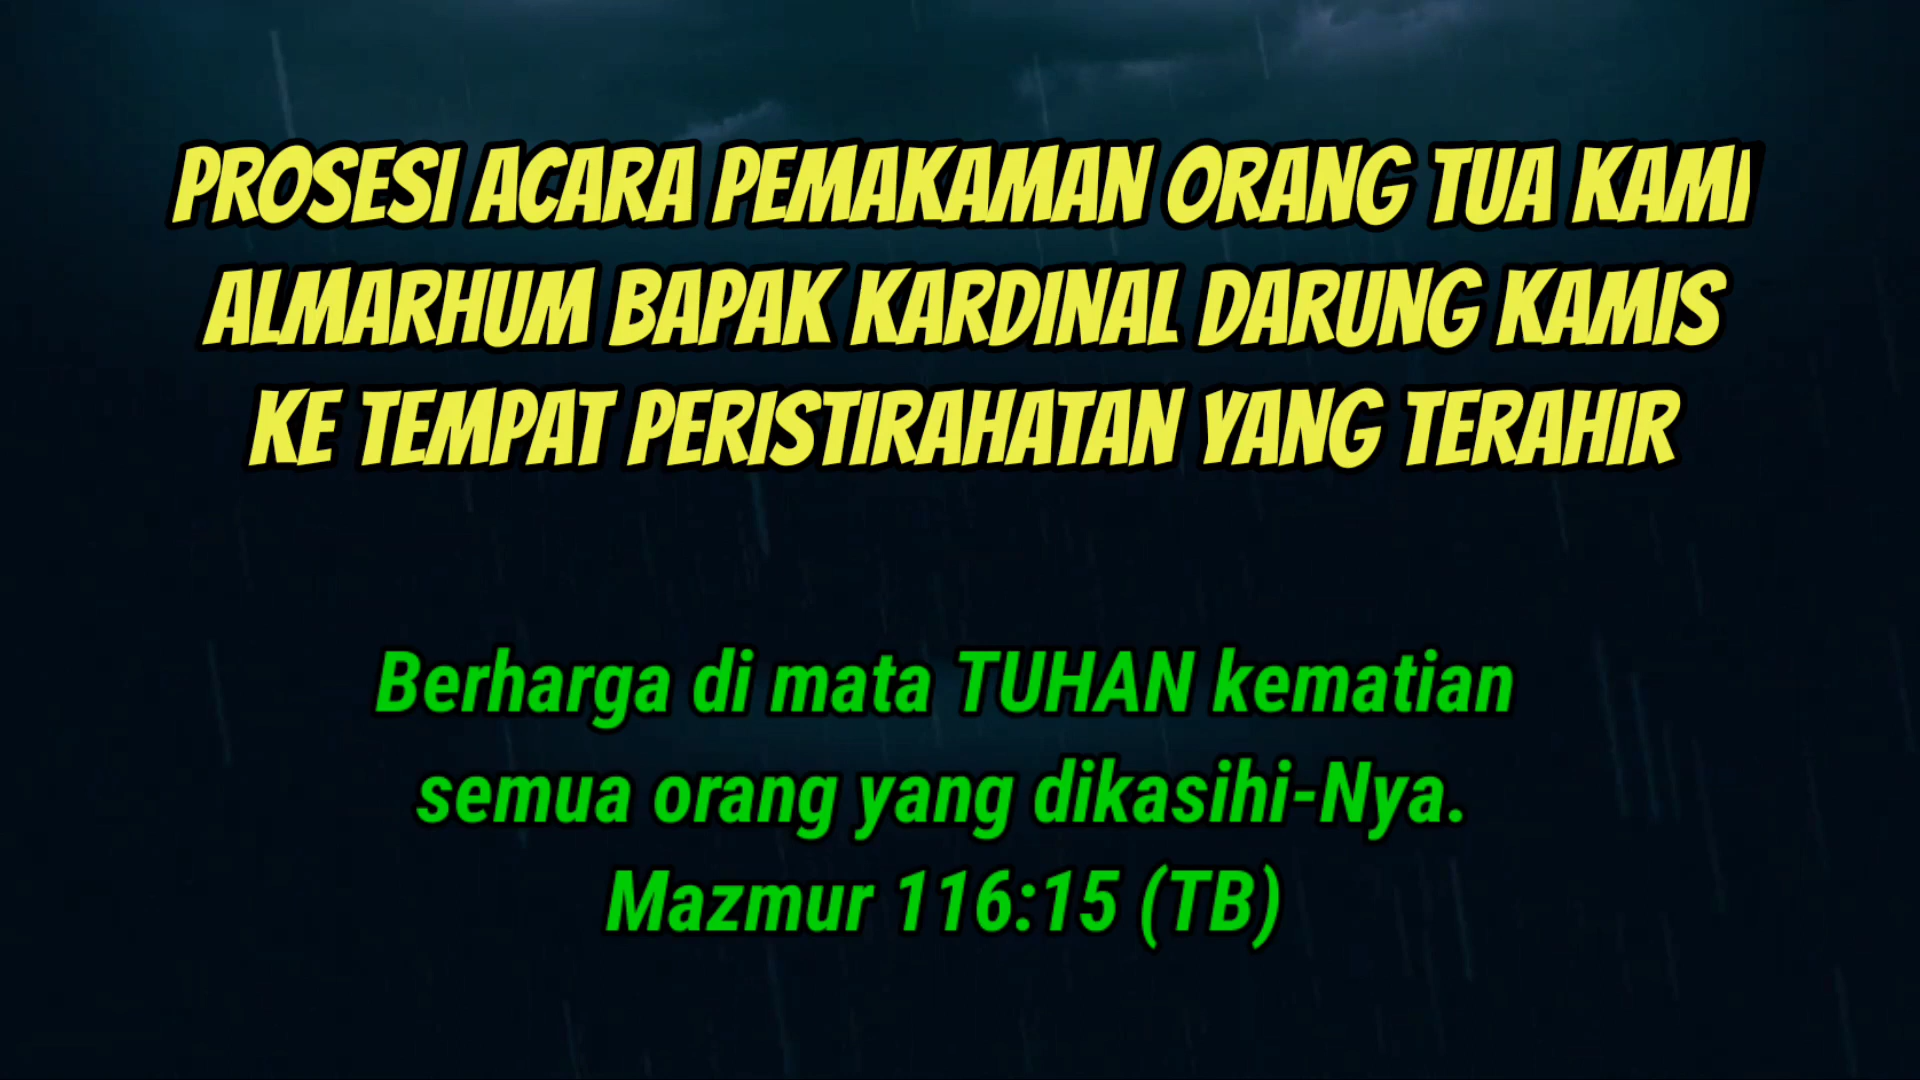 PROSESI ACARA PEMAKAMAN ORANG TUA KAMI
ALMARHUM BAPAK KARDINAL DARUNG KAMIS
KE TEMPAT PERISTIRAHATAN YANG TERAHIR
Berharga di mata TUHAN kematian
semua orang yang dikasihi-Nya.
Mazmur 116:15 (TB)